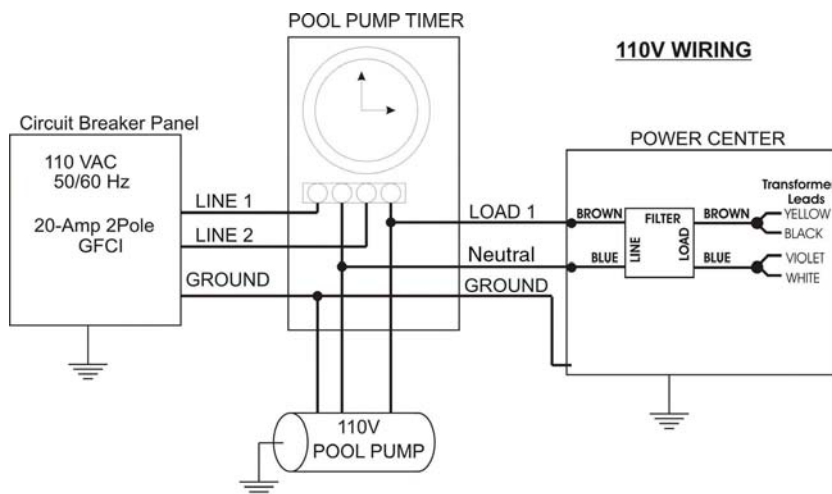 POOL PUMP TIMER
110V WIRING
Circuit Breaker Panel
110 VAC
50/60 Hz
20-Amp 2Pole
GFCI
LINE 1
LINE 2
GROUND
LOAD 1
Neutral
GROUND
POWER CENTER
BROWN
BLUE
FILTER
LINE
LOAD
BROWN
BLUE
Transformer
Leads
YELLOW
BLACK
VIOLET
WHITE
110V
POOL PUMP